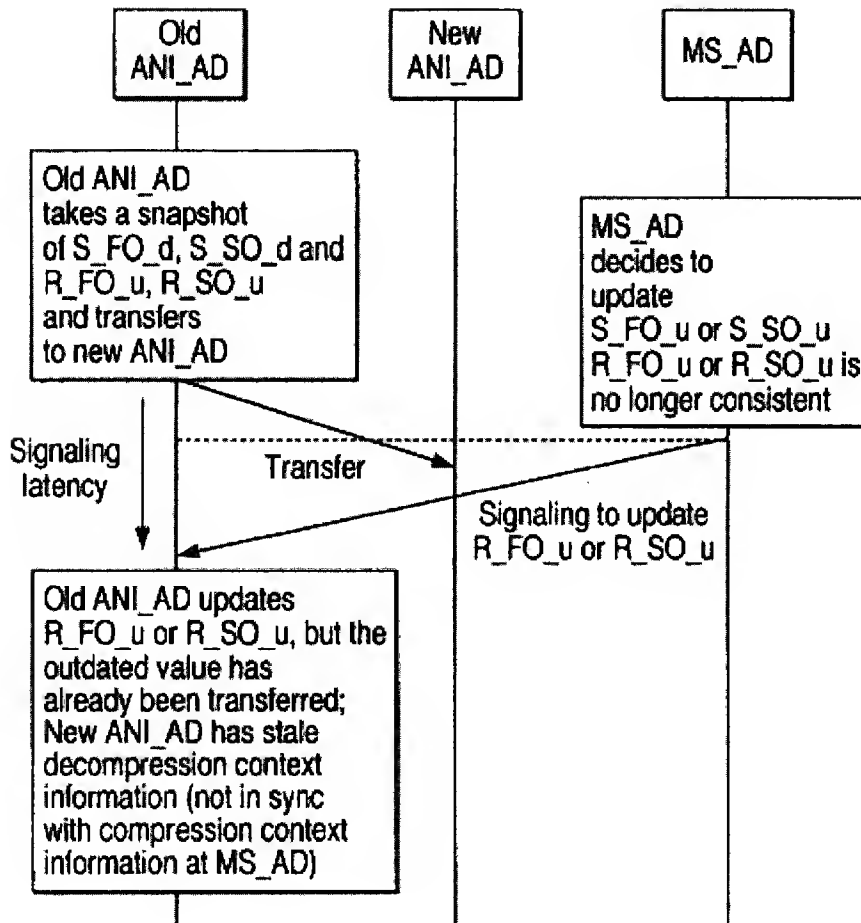 Old
ANI_AD
New
ANI_AD
MS_AD
Old ANI_AD
takes a snapshot
of S_FO_d, S_SO_d and
R_FO_u, R_SO_u
and transfers
to new ANI_AD
MS_AD
decides to
update
S_FO_u or S_SO_u
R_FO_u or R_SO_u is
no longer consistent
Signaling
latency
Transfer
Signaling to update
R_FO_u or R_SO_u
Old ANI_AD updates
R_FO_u or R_SO_u, but the
outdated value has
already been transferred;
New ANI_AD has stale
decompression context
information (not in sync
with compression context
information at MS_AD)